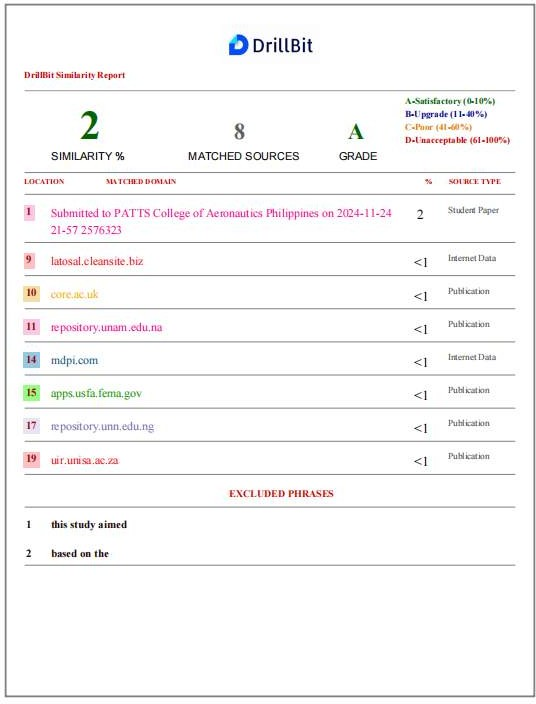 DrillBit
DrillBit Similarity Report
A-Satisfactory (0-10%)
B-Upgrade (11-40%)
C-Poor (41-60%)
D-Unacceptable (61-100%)
2
8
A
SIMILARITY %
MATCHED SOURCES
GRADE
LOCATION MATCHED DOMAIN % SOURCE TYPE
1 Submitted to PATTS College of Aeronautics Philippines on 2024-11-24 2 Student Paper
21-57 2576323
9 latosal.cleansite.biz <1 Internet Data
10 core.ac.uk <1 Publication
11 repository.unam.edu.na <1 Publication
14 mdpi.com <1 Internet Data
15 apps.usfa.fema.gov <1 Publication
17 repository.unn.edu.ng <1 Publication
19 uir.unisa.ac.za <1 Publication
EXCLUDED PHRASES
1 this study aimed
2 based on the